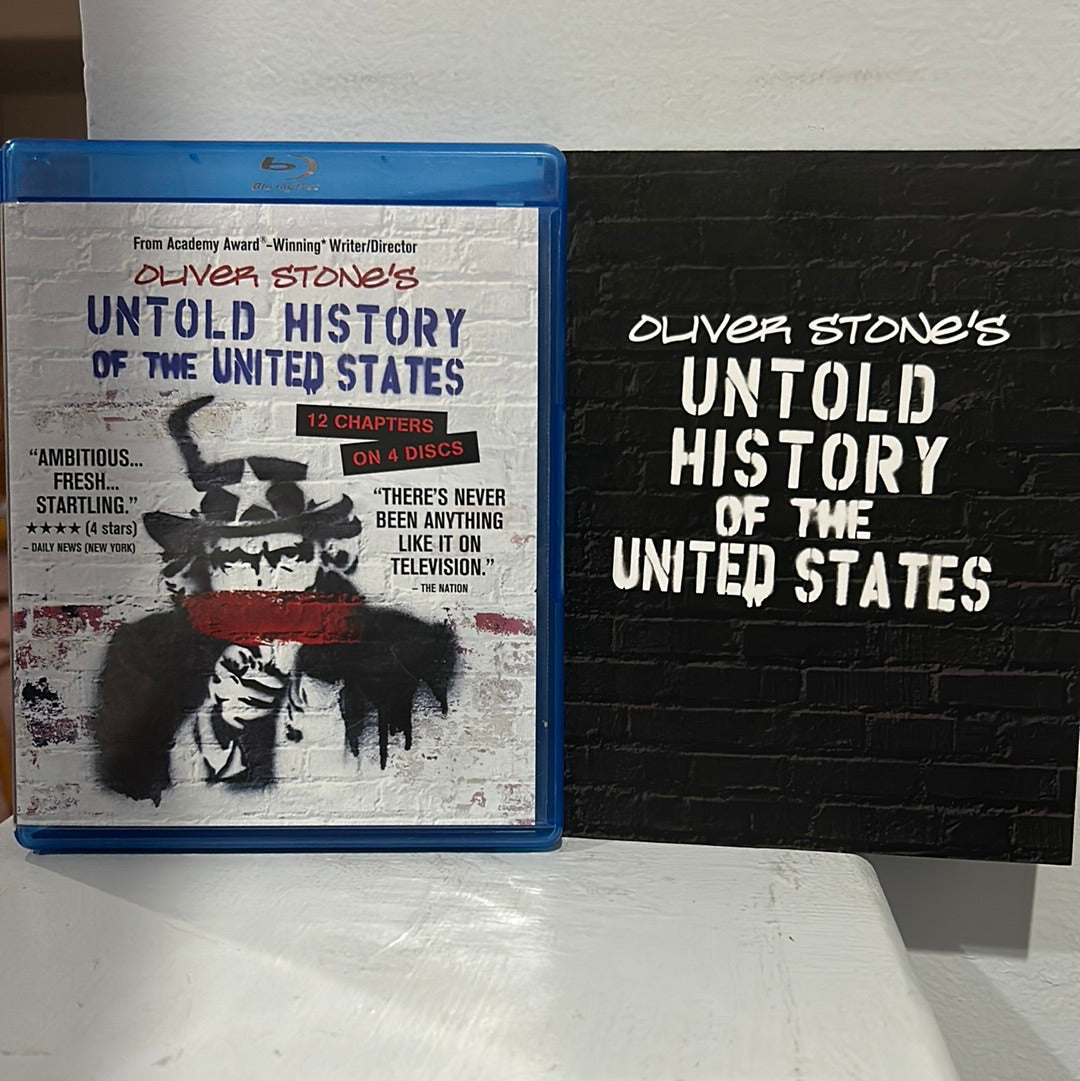 Blu-ray Disc
From Academy Award®-Winning* Writer/Director
OLIVER STONE'S
UNTOLD HISTORY
OF THE UNITED STATES
12 CHAPTERS
ON 4 DISCS
“AMBITIOUS...
FRESH...
STARTLING.”
★★★★ (4 stars)
– DAILY NEWS (NEW YORK)
“THERE’S NEVER
BEEN ANYTHING
LIKE IT ON
TELEVISION.”
– THE NATION
OLIVER STONE'S
UNTOLD
HISTORY
OF THE
UNITED STATES